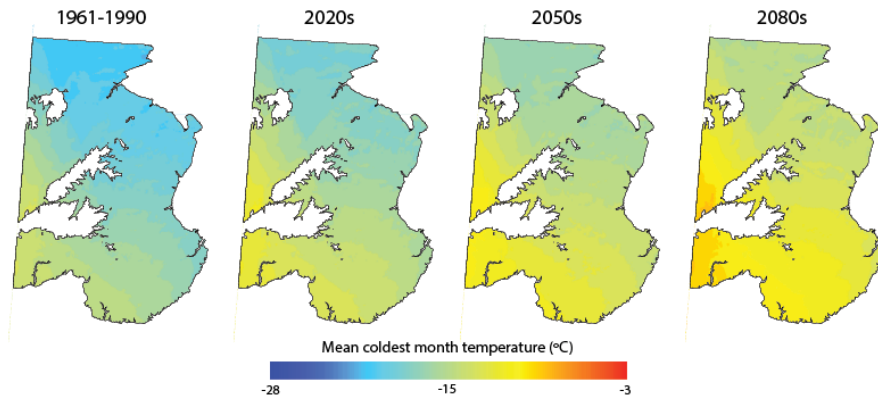 1961-1990 2020s 2050s 2080s
Mean coldest month temperature (ºC)
-28 -15 -3